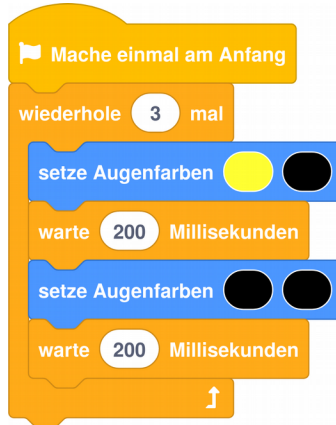 Mache einmal am Anfang
wiederhole 3 mal
setze Augenfarben
warte 200 Millisekunden
setze Augenfarben
warte 200 Millisekunden